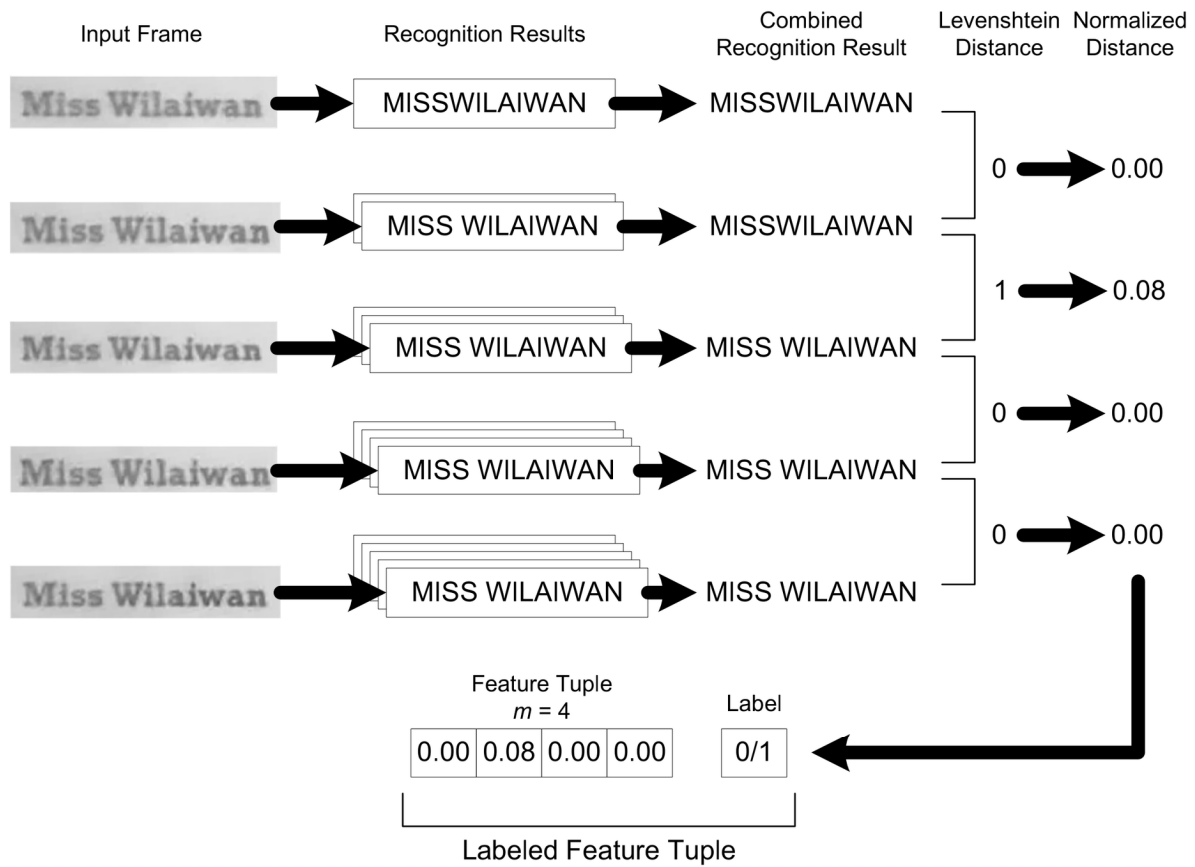 Input Frame
Recognition Results
Combined
Recognition Result
Levenshtein
Distance
Normalized
Distance
Miss Wilaiwan
MISSWILAIWAN
MISSWILAIWAN
0
0.00
Miss Wilaiwan
MISS WILAIWAN
MISSWILAIWAN
1
0.08
Miss Wilaiwan
MISS WILAIWAN
MISS WILAIWAN
0
0.00
Miss Wilaiwan
MISS WILAIWAN
MISS WILAIWAN
0
0.00
Miss Wilaiwan
MISS WILAIWAN
MISS WILAIWAN
Feature Tuple
m = 4
Label
0.00 0.08 0.00 0.00
0/1
Labeled Feature Tuple